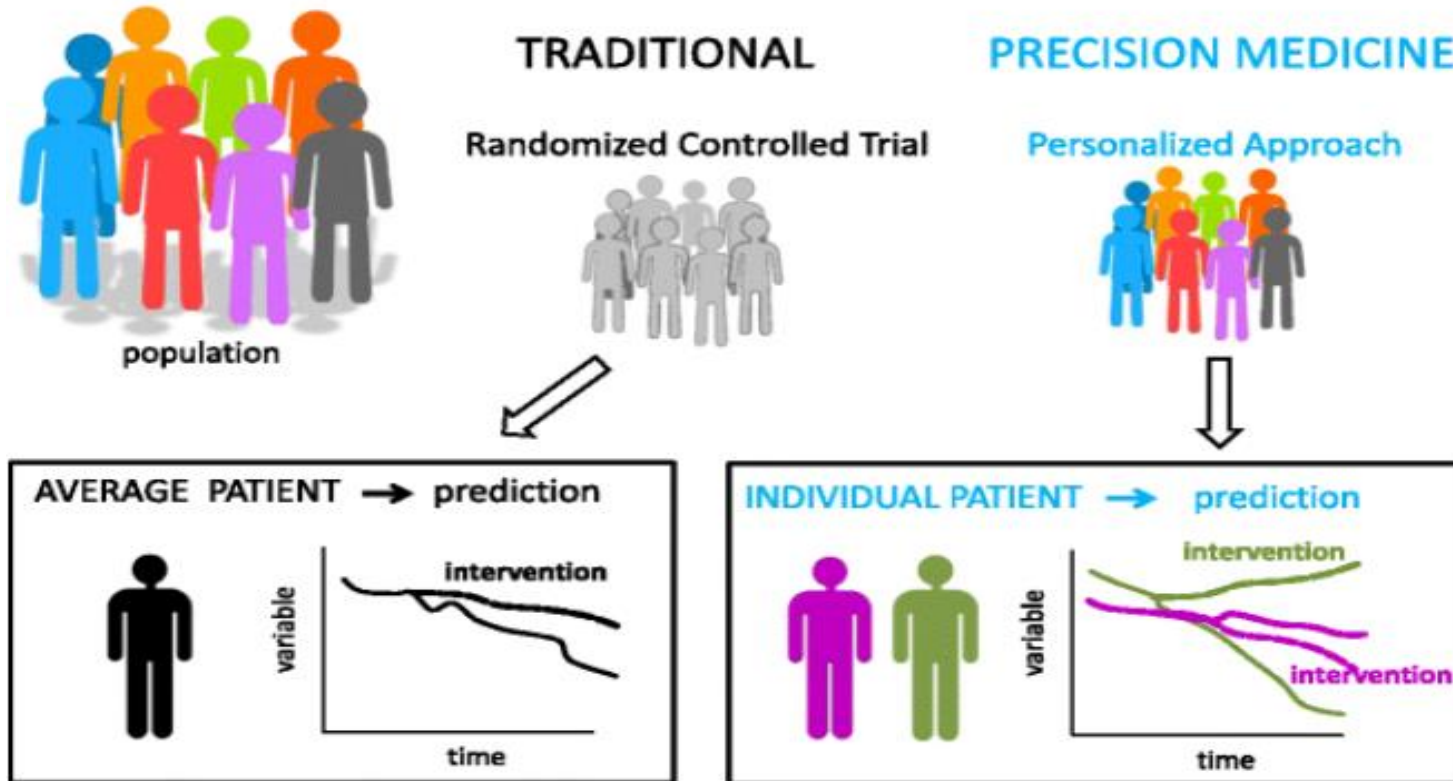 TRADITIONAL
PRECISION MEDICINE
Randomized Controlled Trial
Personalized Approach
population
AVERAGE PATIENT → prediction
intervention
variable
time
INDIVIDUAL PATIENT → prediction
intervention
variable
intervention
time